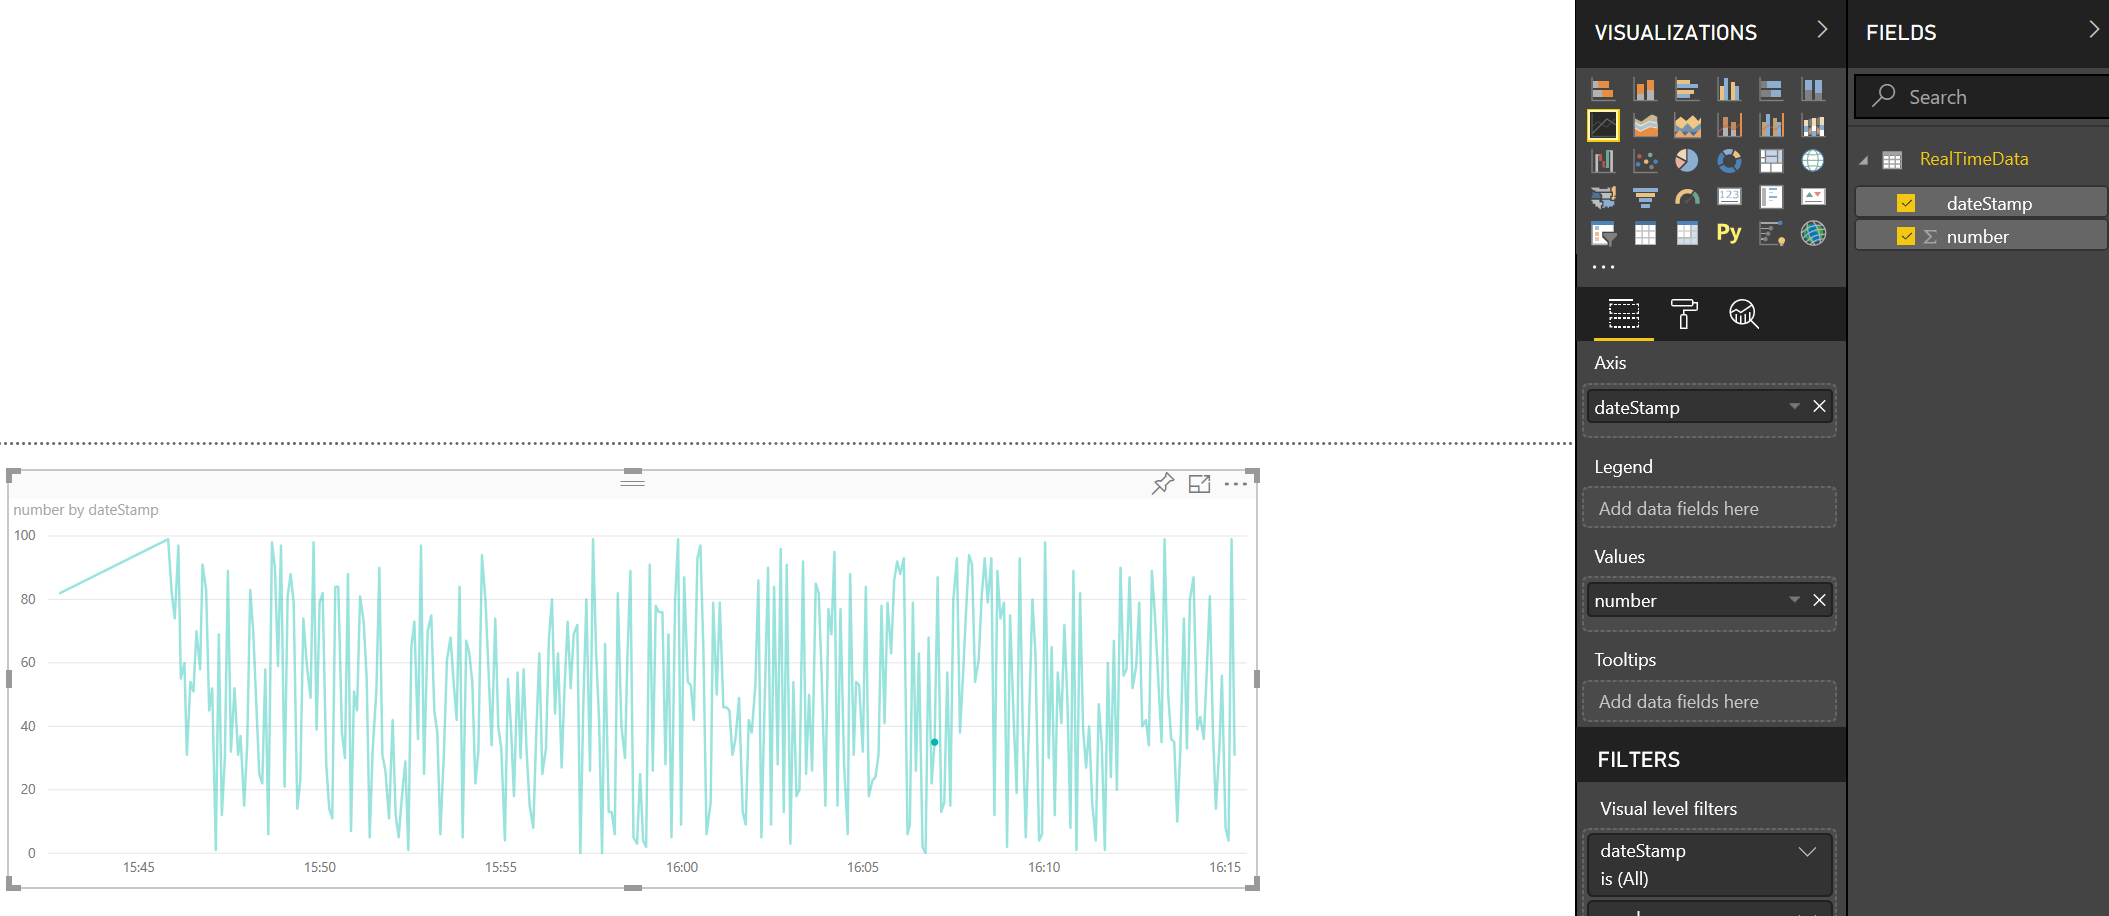 VISUALIZATIONS
FIELDS
Search
123
RealTimeData
dateStamp
number
Py
Axis
dateStamp
Legend
Add data fields here
Values
number
Tooltips
Add data fields here
FILTERS
Visual level filters
dateStamp
is (All)
number by dateStamp
100
80
60
40
20
0
15:45
15:50
15:55
16:00
16:05
16:10
16:15